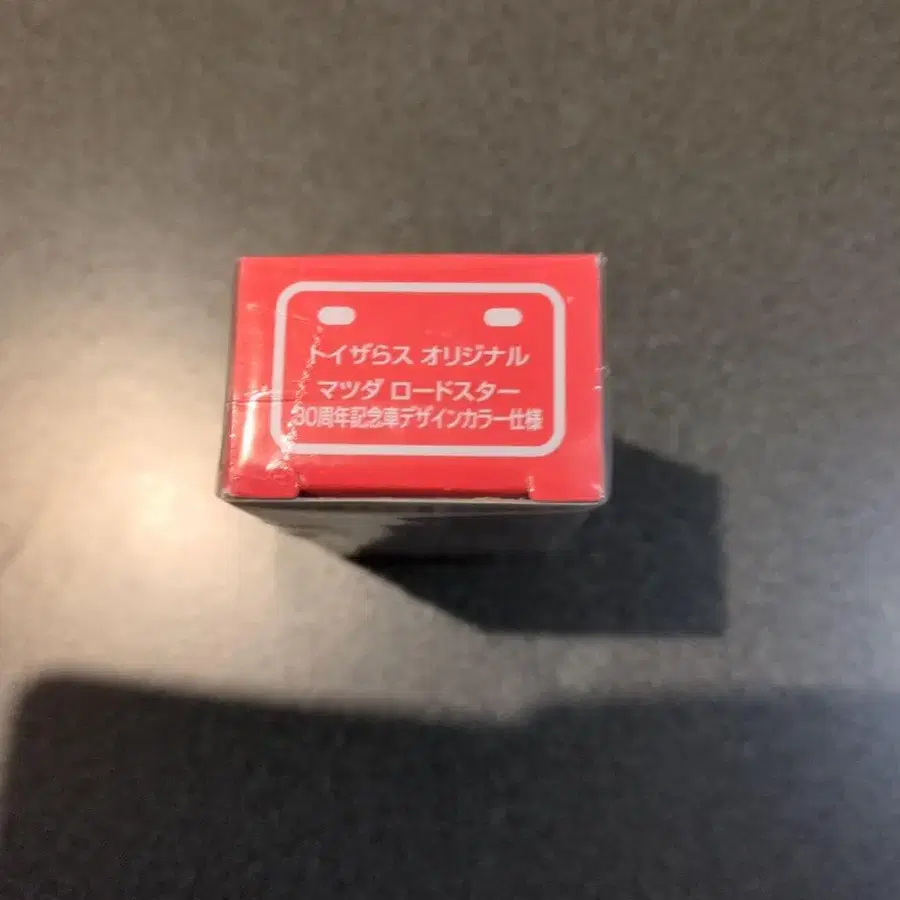 トイザらス オリジナル
マツダ ロードスター
30周年記念車デザインカラー仕様